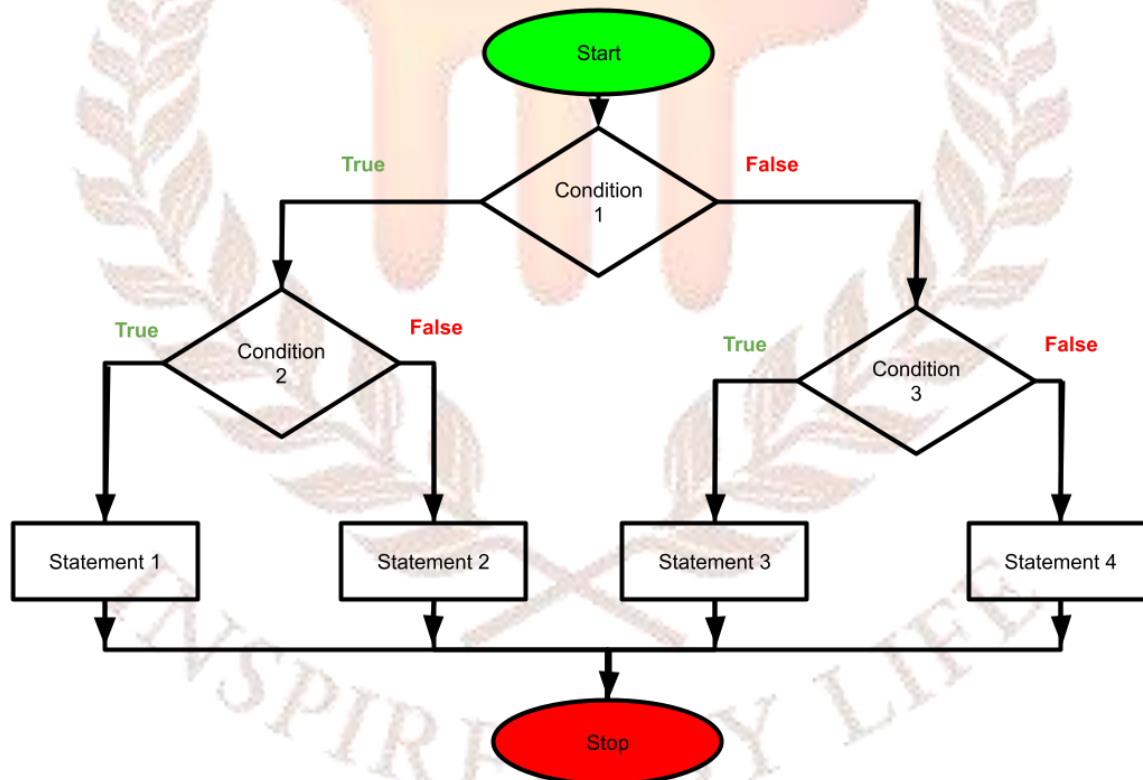 Start
True
False
Condition
1
True
False
Condition
2
True
False
Condition
3
Statement 1
Statement 2
Statement 3
Statement 4
Stop